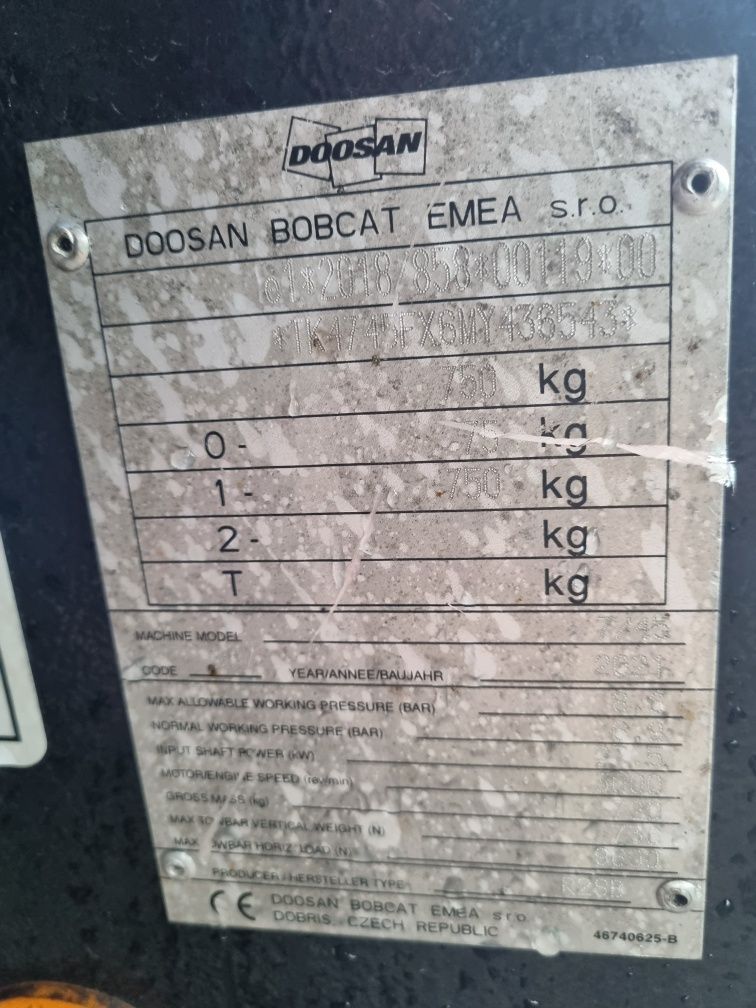 DOOSAN
DOOSAN BOBCAT EMEA s.r.o.
e1*2018/858*00119*00
750 kg
0- 75 kg
1- 750 kg
2- kg
T kg
MACHINE MODEL 7/45
CODE YEAR/ANNEE/BAUJAHR 2021
MAX ALLOWABLE WORKING PRESSURE (BAR)
NORMAL WORKING PRESSURE (BAR)
INPUT SHAFT POWER (kW)
MOTOR/ENGINE SPEED (rev/min)
GROSS MASS (kg)
MAX TOWBAR VERTICAL WEIGHT (N)
MAX TOWBAR HORIZ LOAD (N)
PRODUCER / HERSTELLER TYPE
CE DOOSAN BOBCAT EMEA s.r.o.
DOBRIS, CZECH REPUBLIC
46740625-B